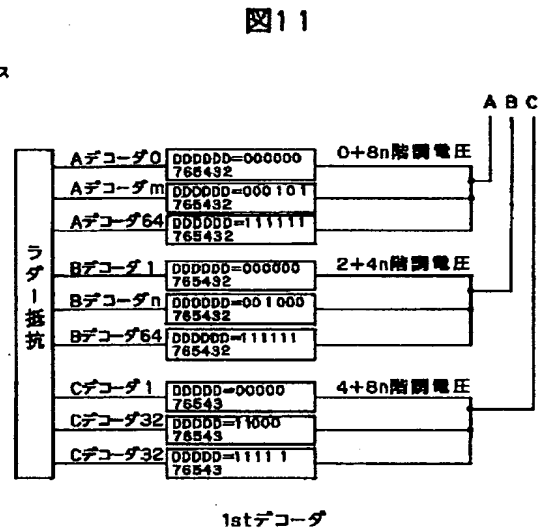 図11
ス
A B C
Aデコーダ0
DDDDDD=000000
765432
0+8n階調電圧
Aデコーダm
DDDDDD=000101
765432
Aデコーダ64
DDDDDD=111111
765432
ラダー抵抗
Bデコーダ1
DDDDDD=000000
765432
2+4n階調電圧
Bデコーダn
DDDDDD=001000
765432
Bデコーダ64
DDDDDD=111111
765432
Cデコーダ1
DDDDD=00000
76543
4+8n階調電圧
Cデコーダ32
DDDDD=11000
76543
Cデコーダ32
DDDDD=11111
76543
1stデコーダ